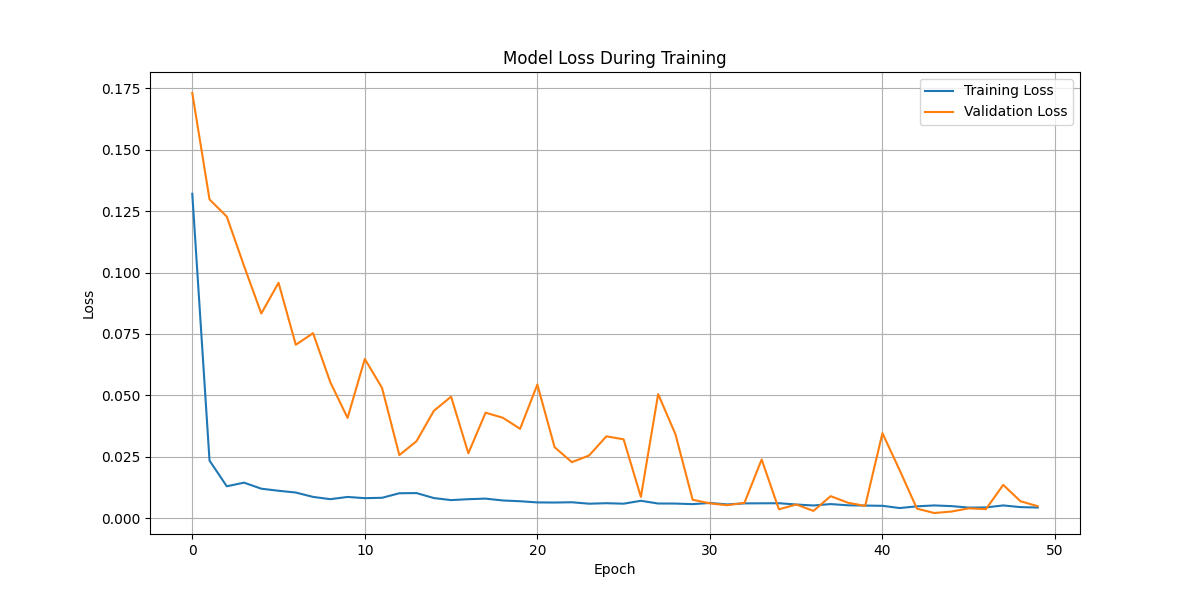 Model Loss During Training
Training Loss
Validation Loss
0.175
0.150
0.125
0.100
0.075
0.050
0.025
0.000
Loss
0 10 20 30 40 50
Epoch